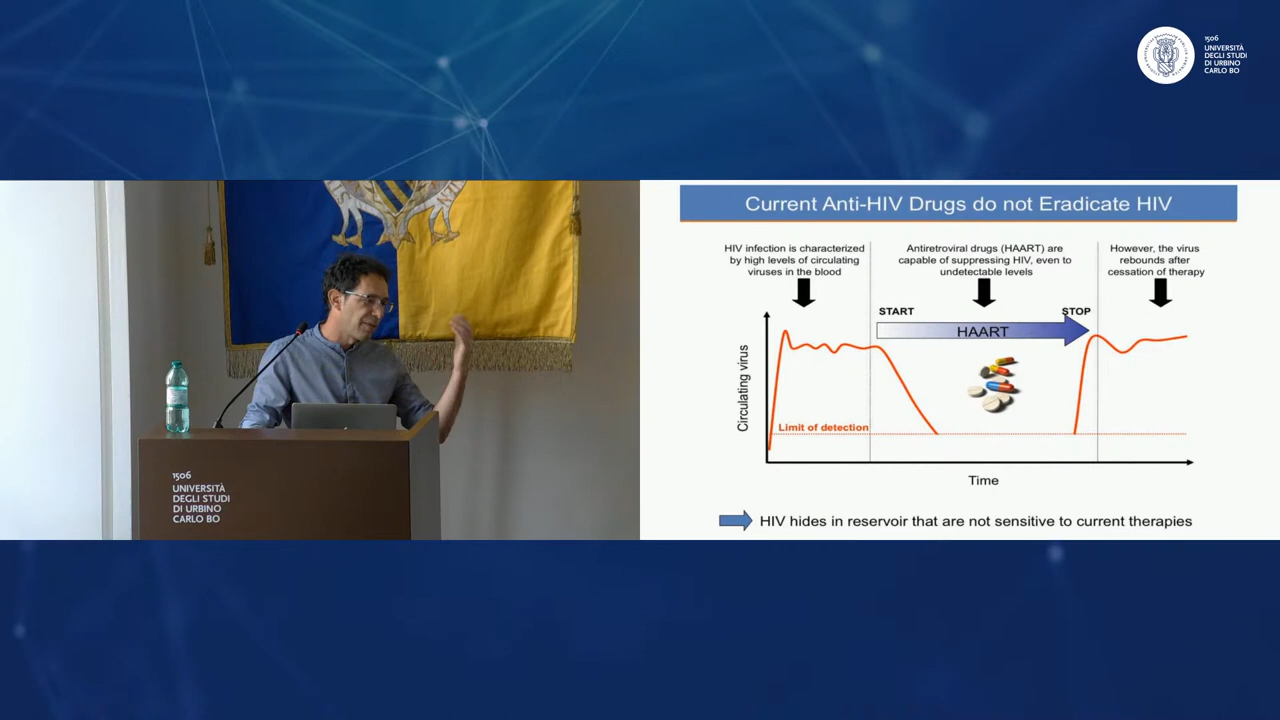 1506
UNIVERSITÀ
DEGLI STUDI
DI URBINO
CARLO BO
1506
UNIVERSITÀ
DEGLI STUDI
DI URBINO
CARLO BO
Current Anti-HIV Drugs do not Eradicate HIV
HIV infection is characterized
by high levels of circulating
viruses in the blood
Antiretroviral drugs (HAART) are
capable of suppressing HIV, even to
undetectable levels
However, the virus
rebounds after
cessation of therapy
START
STOP
HAART
Circulating virus
Limit of detection
Time
HIV hides in reservoir that are not sensitive to current therapies